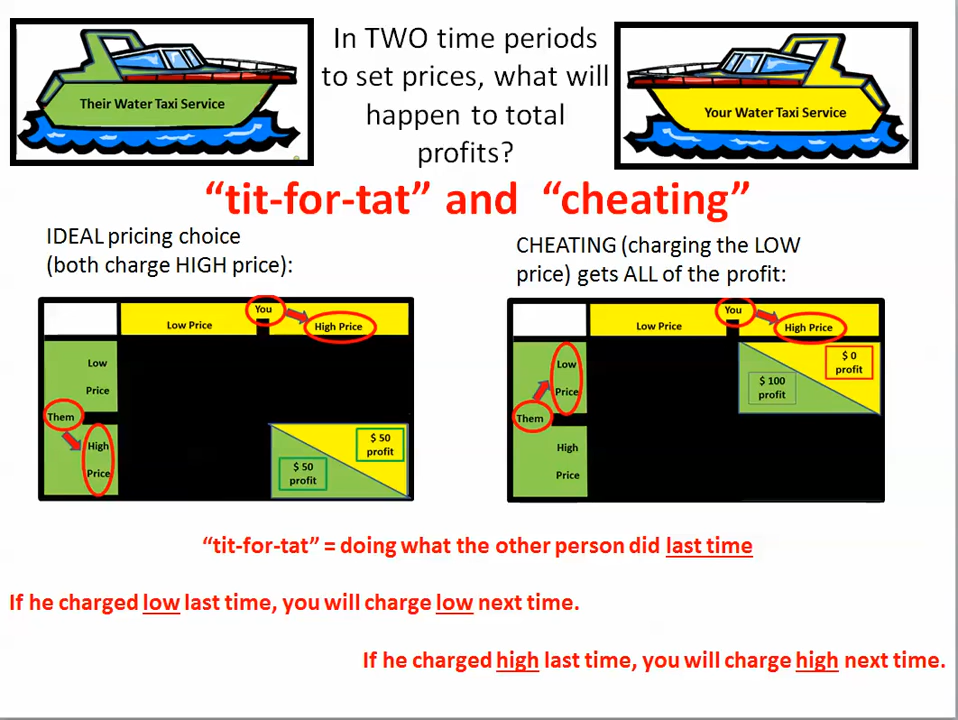 Their Water Taxi Service
In TWO time periods
to set prices, what will
happen to total
profits?
Your Water Taxi Service
“tit-for-tat” and “cheating”
IDEAL pricing choice
(both charge HIGH price):
You
Low Price
High Price
Low
Price
Them
High
Price
$ 50
profit
$ 50
profit
CHEATING (charging the LOW
price) gets ALL of the profit:
You
Low Price
High Price
Low
Price
Them
High
Price
$ 0
profit
$ 100
profit
“tit-for-tat” = doing what the other person did last time
If he charged low last time, you will charge low next time.
If he charged high last time, you will charge high next time.